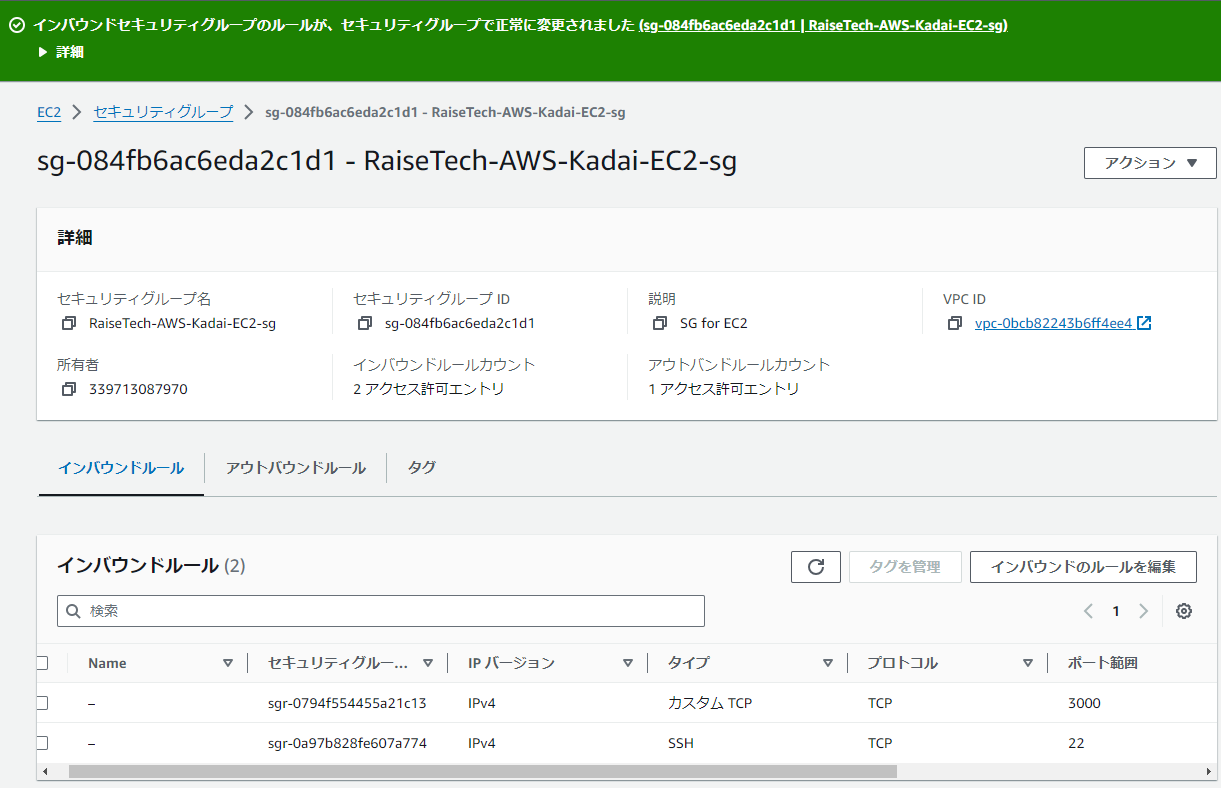 インバウンドセキュリティグループのルールが、セキュリティグループで正常に変更されました (sg-084fb6ac6eda2c1d1 | RaiseTech-AWS-Kadai-EC2-sg)
▶ 詳細
EC2 > セキュリティグループ > sg-084fb6ac6eda2c1d1 - RaiseTech-AWS-Kadai-EC2-sg
sg-084fb6ac6eda2c1d1 - RaiseTech-AWS-Kadai-EC2-sg
アクション ▼
詳細
セキュリティグループ名 セキュリティグループ ID 説明 VPC ID
RaiseTech-AWS-Kadai-EC2-sg sg-084fb6ac6eda2c1d1 SG for EC2 vpc-0bcb82243b6ff4ee4
所有者 インバウンドルールカウント アウトバンドルールカウント
339713087970 2 アクセス許可エントリ 1 アクセス許可エントリ
インバウンドルール アウトバウンドルール タグ
インバウンドルール (2) タグを管理 インバウンドのルールを編集
検索 1
Name セキュリティグルー... IP バージョン タイプ プロトコル ポート範囲
– sgr-0794f554455a21c13 IPv4 カスタム TCP TCP 3000
– sgr-0a97b828fe607a774 IPv4 SSH TCP 22